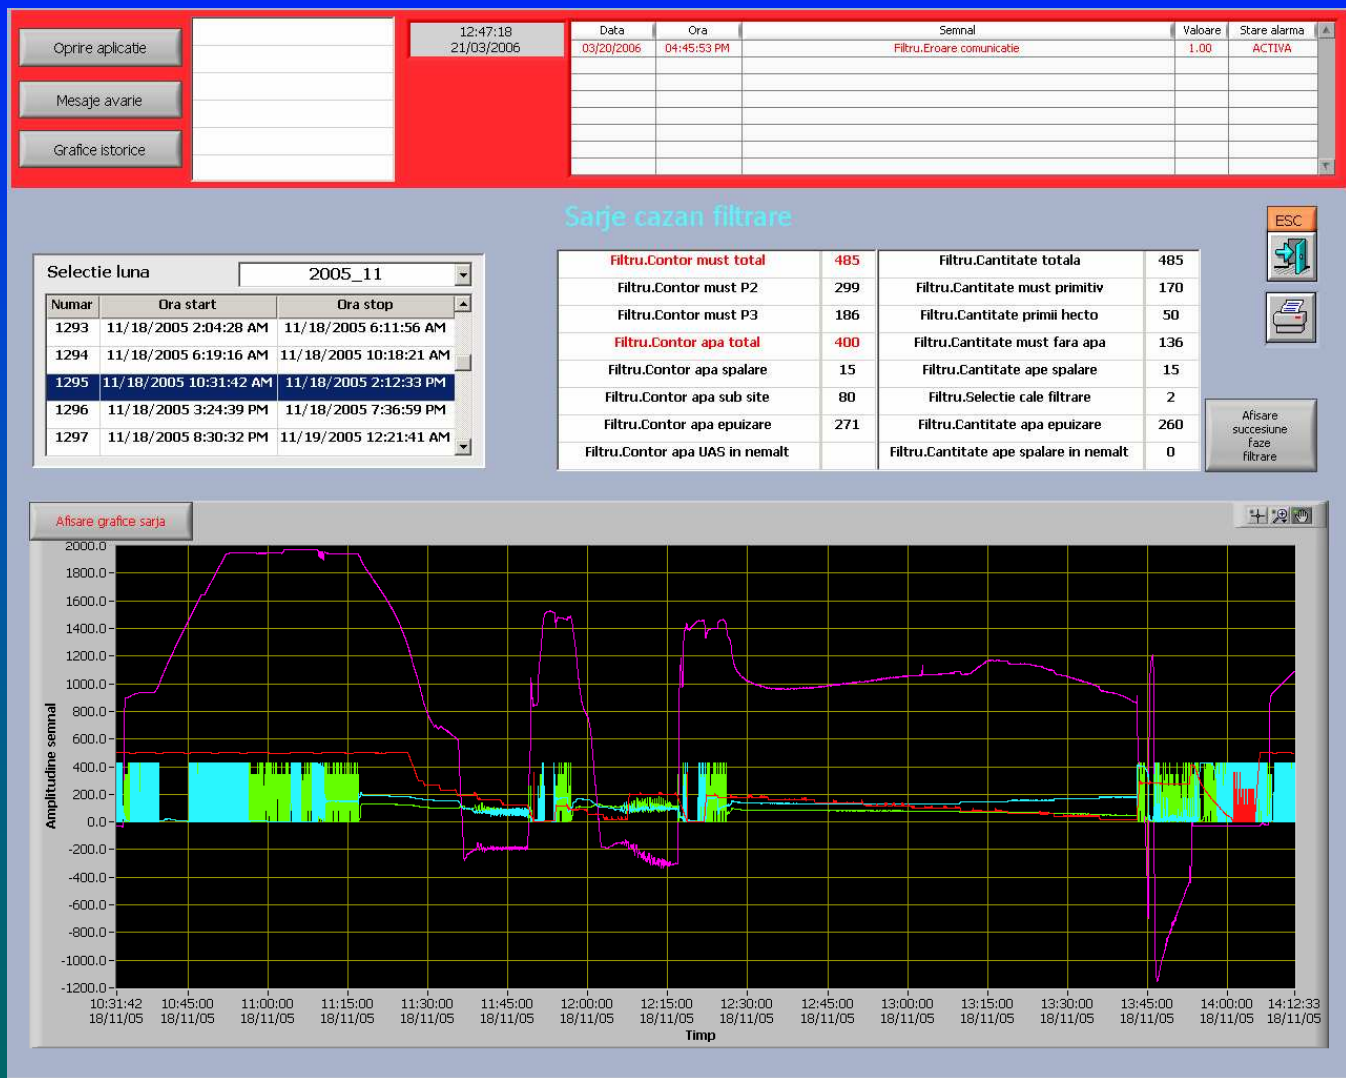 Oprire aplicatie
Mesaje avarie
Grafice istorice
12:47:18
21/03/2006
Data Ora Semnal Valoare Stare alarma
03/20/2006 04:45:53 PM Filtru.Eroare comunicatie 1.00 ACTIVA
Sarje cazan filtrare
ESC
Selectie luna 2005_11
Numar Ora start Ora stop
1293 11/18/2005 2:04:28 AM 11/18/2005 6:11:56 AM
1294 11/18/2005 6:19:16 AM 11/18/2005 10:18:21 AM
1295 11/18/2005 10:31:42 AM 11/18/2005 2:12:33 PM
1296 11/18/2005 3:24:39 PM 11/18/2005 7:36:59 PM
1297 11/18/2005 8:30:32 PM 11/19/2005 12:21:41 AM
Filtru.Contor must total 485 Filtru.Cantitate totala 485
Filtru.Contor must P2 299 Filtru.Cantitate must primitiv 170
Filtru.Contor must P3 186 Filtru.Cantitate primii hecto 50
Filtru.Contor apa total 400 Filtru.Cantitate must fara apa 136
Filtru.Contor apa spalare 15 Filtru.Cantitate ape spalare 15
Filtru.Contor apa sub site 80 Filtru.Selectie cale filtrare 2
Filtru.Contor apa epuizare 271 Filtru.Cantitate apa epuizare 260
Filtru.Contor apa UAS in nemalt Filtru.Cantitate ape spalare in nemalt 0
Afisare
succesiune
faze
filtrare
Afisare grafice sarja
Amplitudine semnal
2000.0
1800.0
1600.0
1400.0
1200.0
1000.0
800.0
600.0
400.0
200.0
0.0
-200.0
-400.0
-600.0
-800.0
-1000.0
-1200.0
10:31:42 10:45:00 11:00:00 11:15:00 11:30:00 11:45:00 12:00:00 12:15:00 12:30:00 12:45:00 13:00:00 13:15:00 13:30:00 13:45:00 14:00:00 14:12:33
18/11/05 18/11/05 18/11/05 18/11/05 18/11/05 18/11/05 18/11/05 18/11/05 18/11/05 18/11/05 18/11/05 18/11/05 18/11/05 18/11/05 18/11/05 18/11/05
Timp